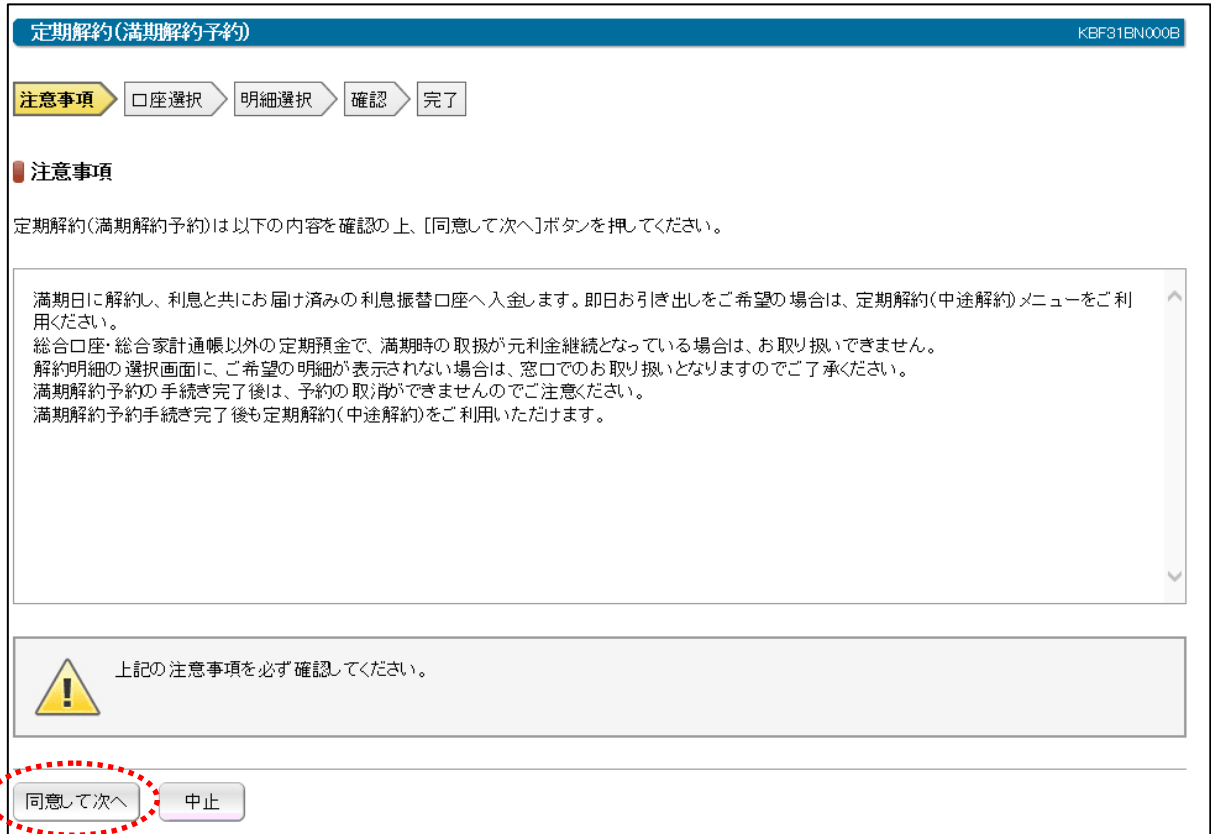 定期解約(満期解約予約)
KBF31BN000B
注意事項 口座選択 明細選択 確認 完了
注意事項
定期解約(満期解約予約)は以下の内容を確認の上、[同意して次へ]ボタンを押してください。
満期日に解約し、利息と共にお届け済みの利息振替口座へ入金します。即日お引き出しをご希望の場合は、定期解約(中途解約)メニューをご利
用ください。
総合口座・総合家計通帳以外の定期預金で、満期時の取扱が元利金継続となっている場合は、お取り扱いできません。
解約明細の選択画面に、ご希望の明細が表示されない場合は、窓口でのお取り扱いとなりますのでご了承ください。
満期解約予約の手続き完了後は、予約の取消ができませんのでご注意ください。
満期解約予約手続き完了後も定期解約(中途解約)をご利用いただけます。
上記の注意事項を必ず確認してください。
同意して次へ 中止